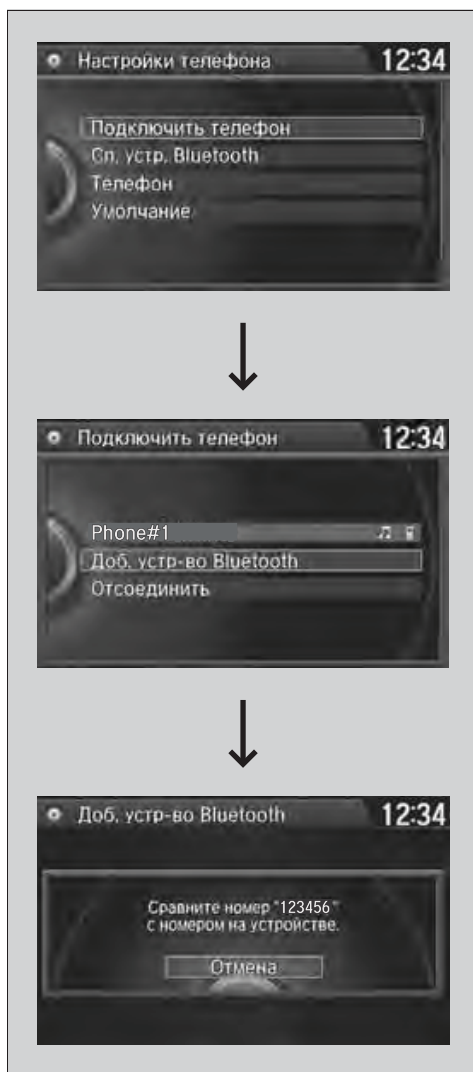 Настройки телефона 12:34
Подключить телефон
Сп. устр. Bluetooth
Телефон
Умолчание
Подключить телефон 12:34
Phone#1
Доб. устр-во Bluetooth
Отсоединить
Доб. устр-во Bluetooth 12:34
Сравните номер "123456"
с номером на устройстве.
Отмена